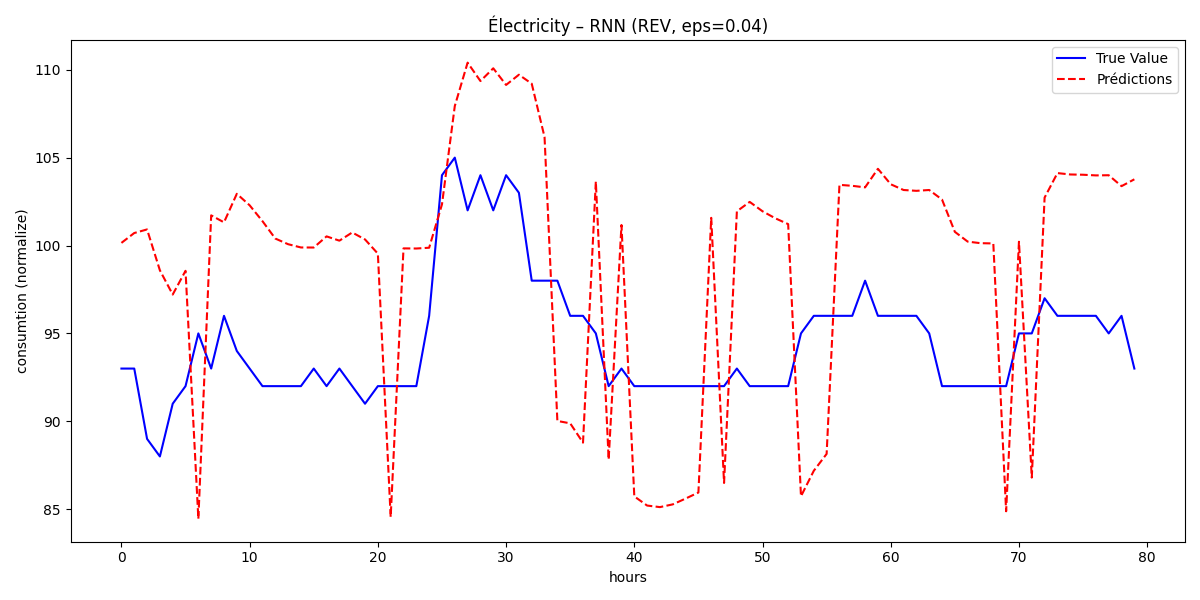 Électricity – RNN (REV, eps=0.04)
True Value
Prédictions
consumtion (normalize)
110
105
100
95
90
85
0 10 20 30 40 50 60 70 80
hours